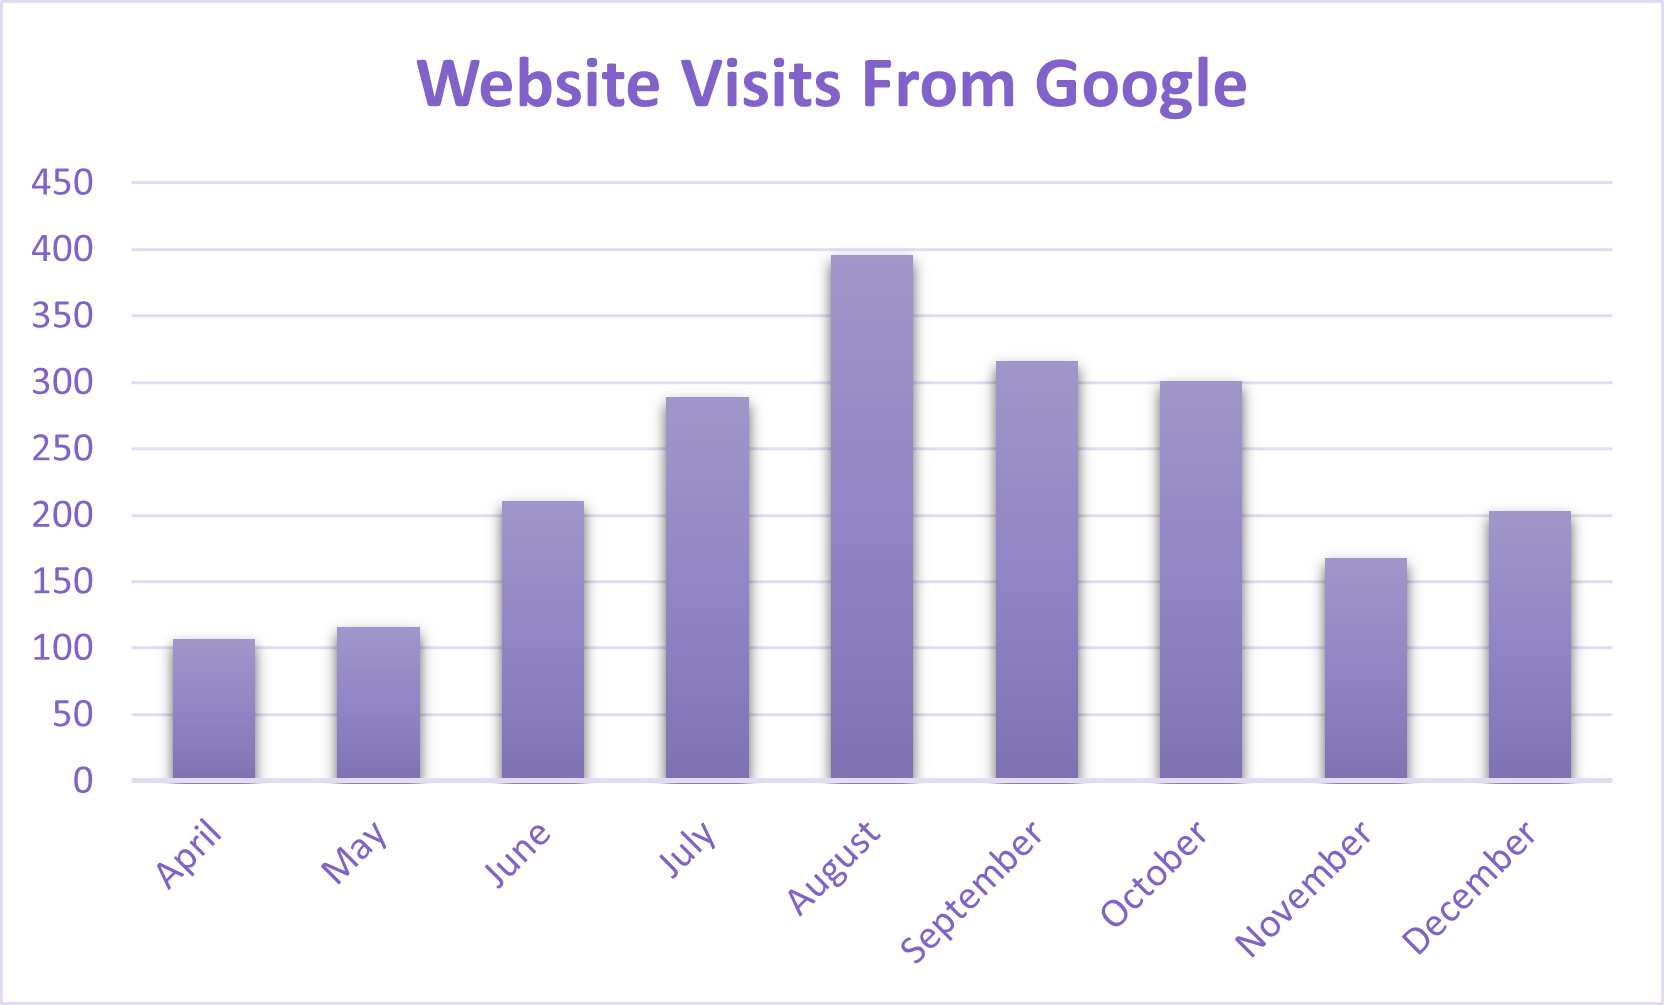 Website Visits From Google
450
400
350
300
250
200
150
100
50
0
April
May
June
July
August
September
October
November
December